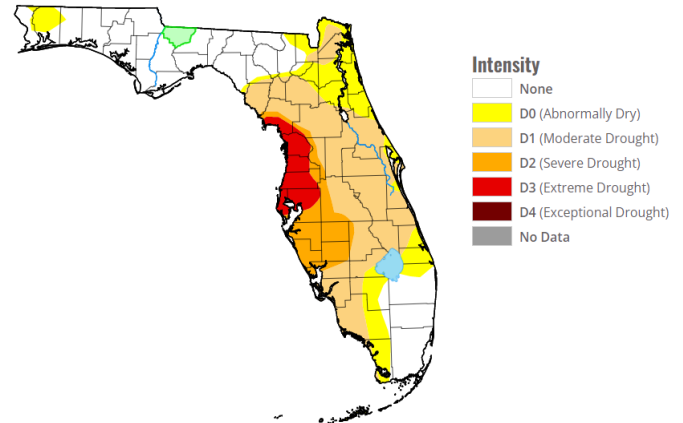 Intensity
None
D0 (Abnormally Dry)
D1 (Moderate Drought)
D2 (Severe Drought)
D3 (Extreme Drought)
D4 (Exceptional Drought)
No Data